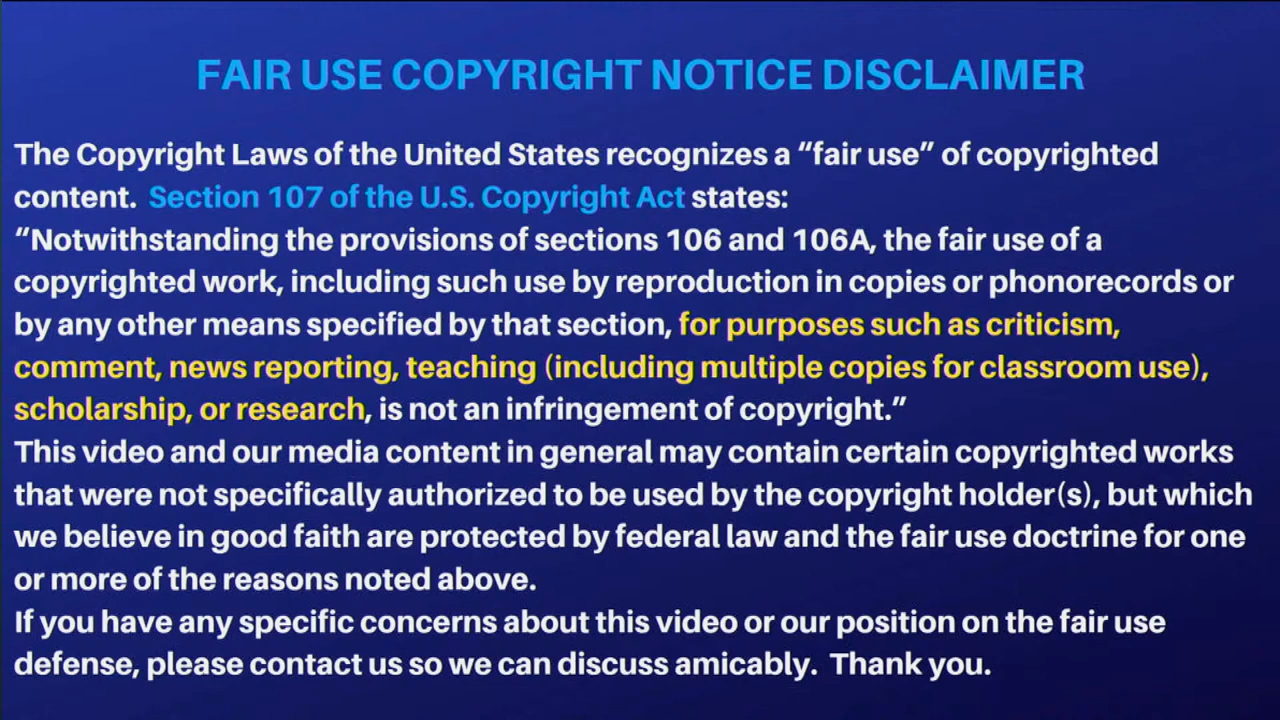 FAIR USE COPYRIGHT NOTICE DISCLAIMER
The Copyright Laws of the United States recognizes a “fair use” of copyrighted
content.  Section 107 of the U.S. Copyright Act states:
“Notwithstanding the provisions of sections 106 and 106A, the fair use of a
copyrighted work, including such use by reproduction in copies or phonorecords or
by any other means specified by that section, for purposes such as criticism,
comment, news reporting, teaching (including multiple copies for classroom use),
scholarship, or research, is not an infringement of copyright.”
This video and our media content in general may contain certain copyrighted works
that were not specifically authorized to be used by the copyright holder(s), but which
we believe in good faith are protected by federal law and the fair use doctrine for one
or more of the reasons noted above.
If you have any specific concerns about this video or our position on the fair use
defense, please contact us so we can discuss amicably.  Thank you.